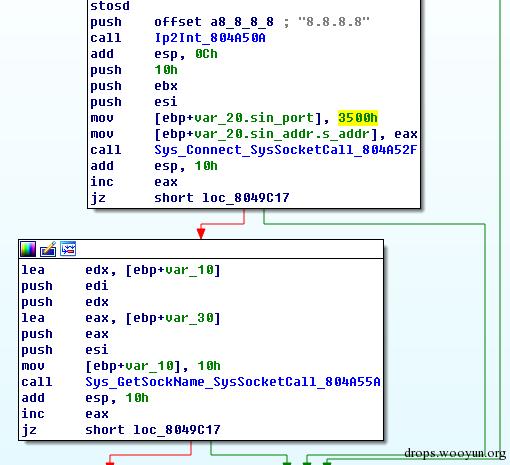 stosd
push offset a8_8_8_8 ; "8.8.8.8"
call Ip2Int_804A50A
add esp, 0Ch
push 10h
push ebx
push esi
mov [ebp+var_20.sin_port], 3500h
mov [ebp+var_20.sin_addr.s_addr], eax
call Sys_Connect_SysSocketCall_804A52F
add esp, 10h
inc eax
jz short loc_8049C17
lea edx, [ebp+var_10]
push edi
push edx
lea eax, [ebp+var_30]
push eax
push esi
mov [ebp+var_10], 10h
call Sys_GetSockName_SysSocketCall_804A55A
add esp, 10h
inc eax
jz short loc_8049C17
drops.wooyun.org